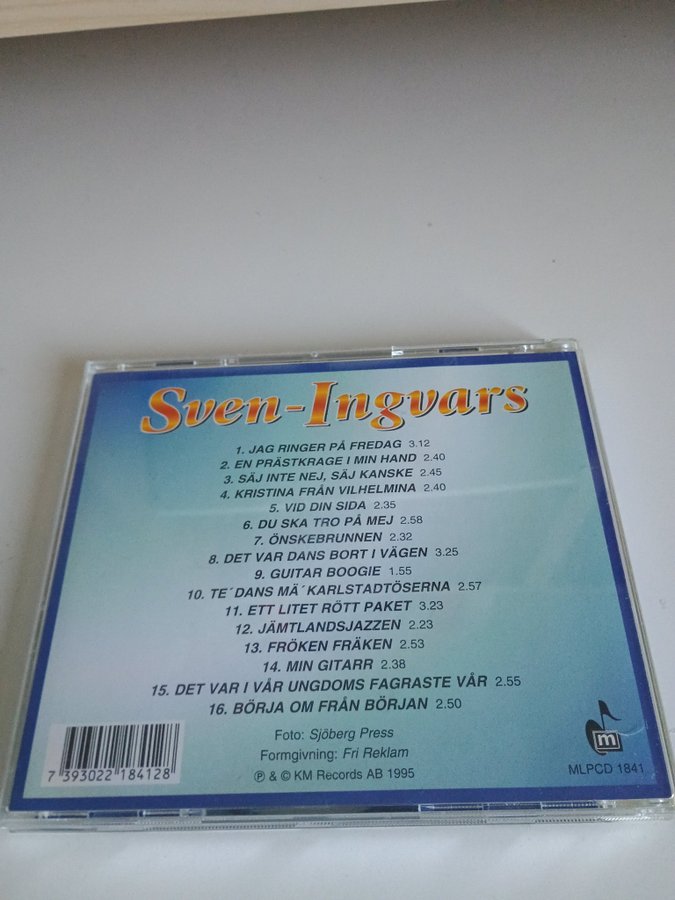 Sven-Ingvars
1. JAG RINGER PÅ FREDAG 3.12
2. EN PRÄSTKRAGE I MIN HAND 2.40
3. SÄJ INTE NEJ, SÄJ KANSKE 2.45
4. KRISTINA FRÅN VILHELMINA 2.40
5. VID DIN SIDA 2.35
6. DU SKA TRO PÅ MEJ 2.58
7. ÖNSKEBRUNNEN 2.32
8. DET VAR DANS BORT I VÄGEN 3.25
9. GUITAR BOOGIE 1.55
10. TE´DANS MÄ´KARLSTADTÖSERNA 2.57
11. ETT LITET RÖTT PAKET 3.23
12. JÄMTLANDSJAZZEN 2.23
13. FRÖKEN FRÄKEN 2.53
14. MIN GITARR 2.38
15. DET VAR I VÅR UNGDOMS FAGRASTE VÅR 2.55
16. BÖRJA OM FRÅN BÖRJAN 2.50
Foto: Sjöberg Press
Formgivning: Fri Reklam
℗ & © KM Records AB 1995
7 393022 184128
m
MLPCD 1841